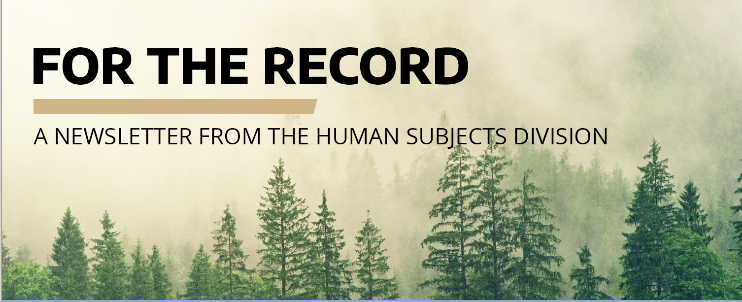 FOR THE RECORD
A NEWSLETTER FROM THE HUMAN SUBJECTS DIVISION